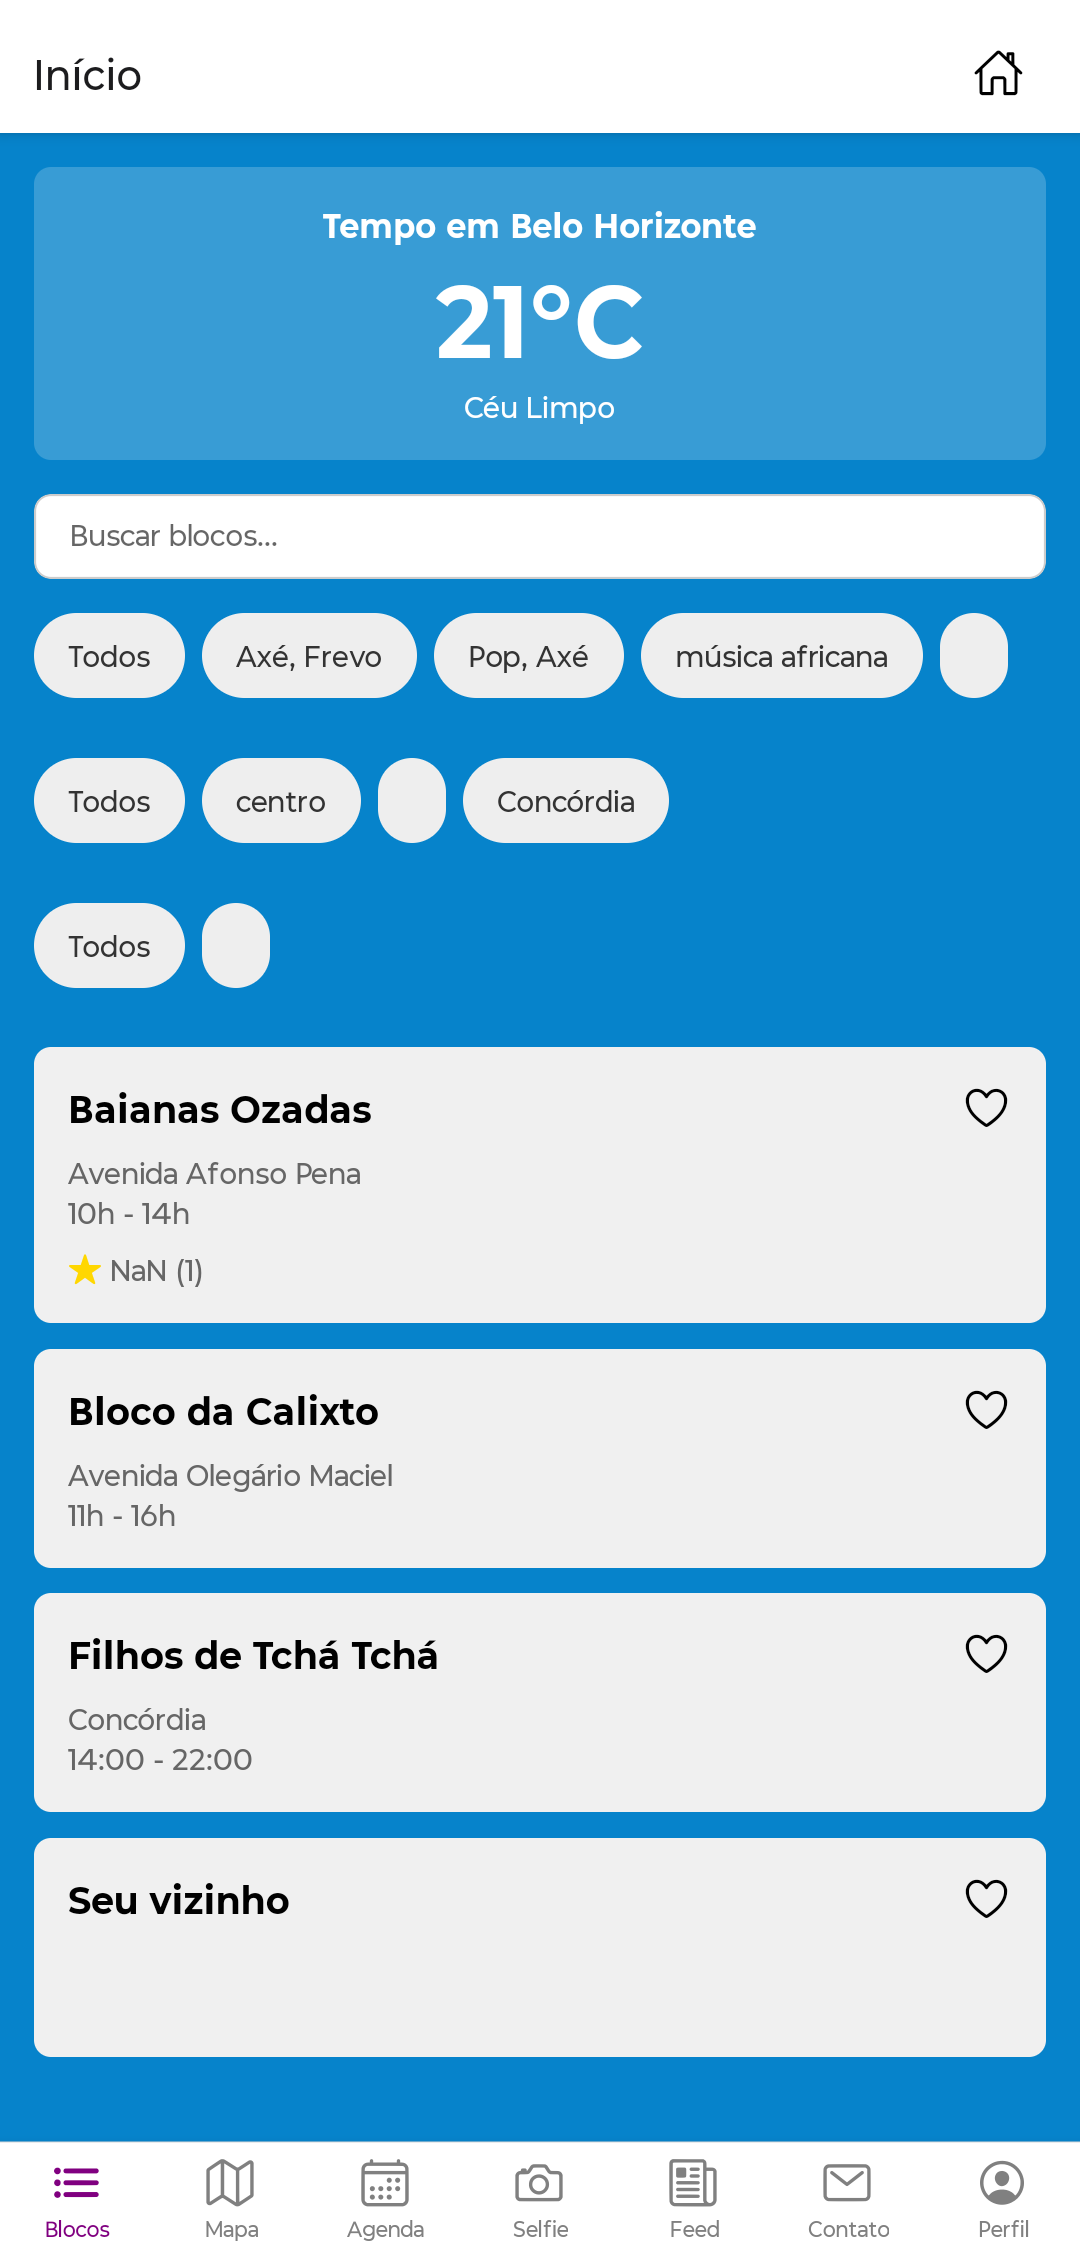 Início
Tempo em Belo Horizonte
21°C
Céu Limpo
Buscar blocos...
Todos Axé, Frevo Pop, Axé música africana
Todos centro Concórdia
Todos
Baianas Ozadas
Avenida Afonso Pena
10h - 14h
NaN (1)
Bloco da Calixto
Avenida Olegário Maciel
11h - 16h
Filhos de Tchá Tchá
Concórdia
14:00 - 22:00
Seu vizinho
Blocos Mapa Agenda Selfie Feed Contato Perfil